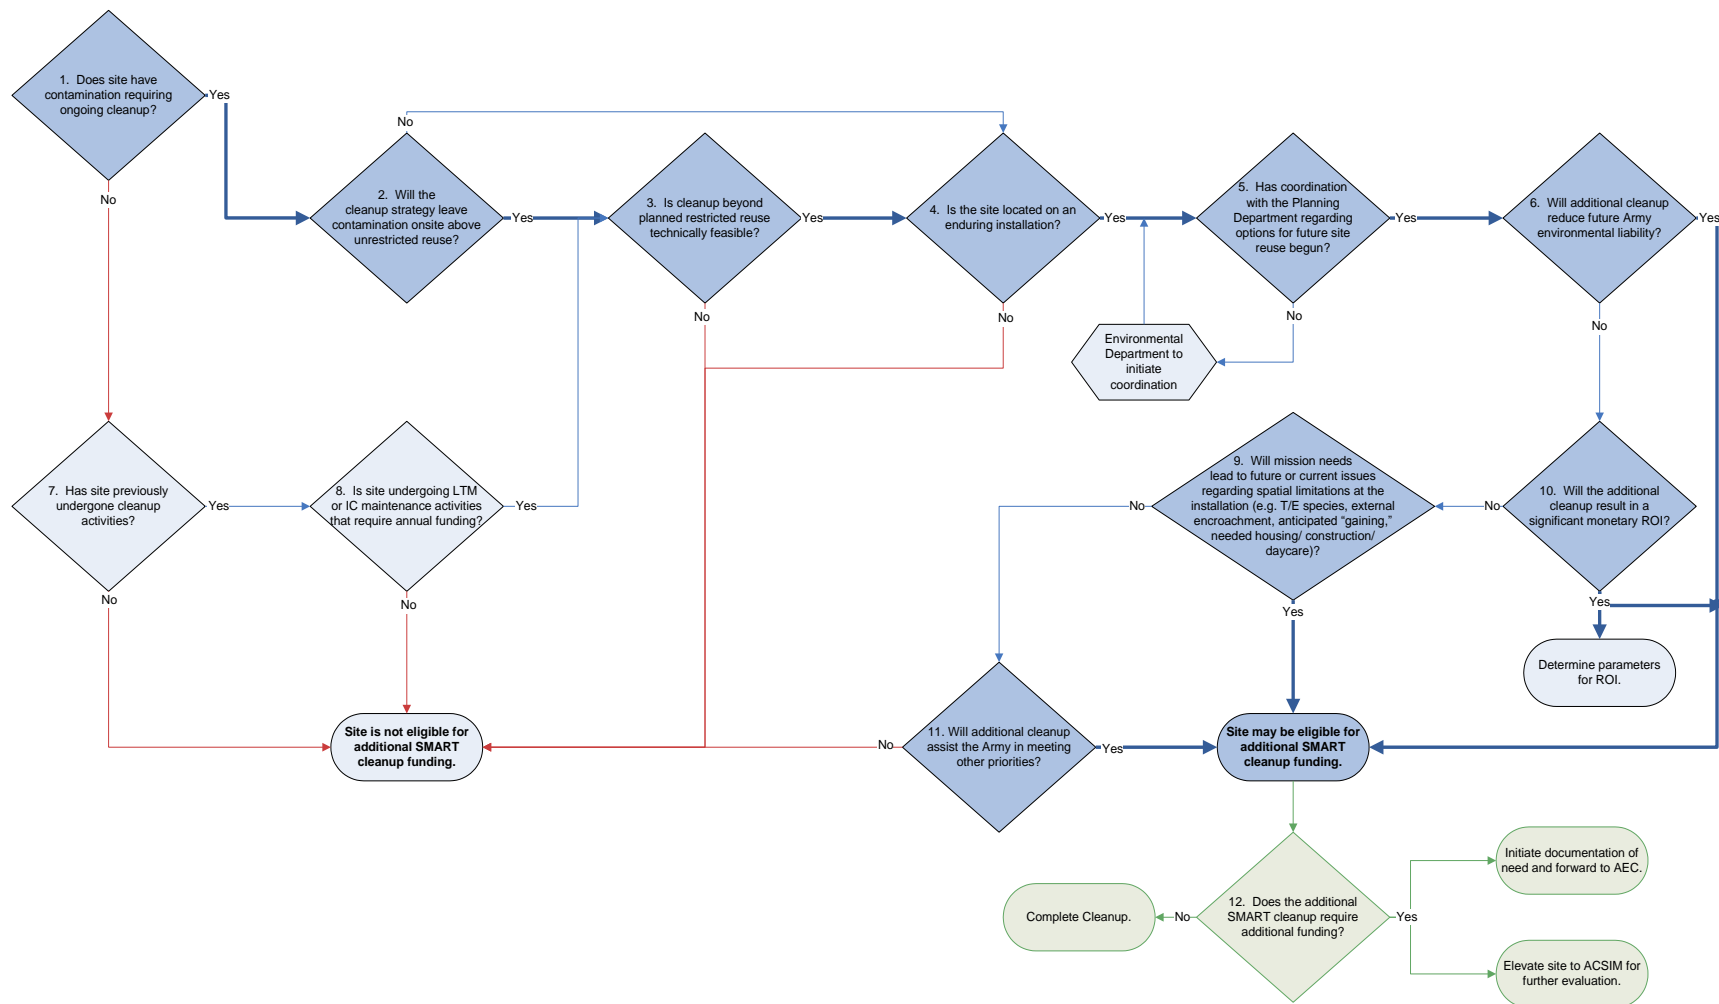 1. Does site have
contamination requiring
ongoing cleanup?
Yes
No
No
2. Will the
cleanup strategy leave
contamination onsite above
unrestricted reuse?
Yes
3. Is cleanup beyond
planned restricted reuse
technically feasible?
Yes
No
4. Is the site located on an
enduring installation?
Yes
No
5. Has coordination
with the Planning
Department regarding
options for future site
reuse begun?
Yes
No
Environmental
Department to
initiate
coordination
6. Will additional cleanup
reduce future Army
environmental liability?
Yes
No
7. Has site previously
undergone cleanup
activities?
Yes
No
8. Is site undergoing LTM
or IC maintenance activities
that require annual funding?
Yes
No
9. Will mission needs
lead to future or current issues
regarding spatial limitations at the
installation (e.g. T/E species, external
encroachment, anticipated “gaining,”
needed housing/ construction/
daycare)?
No
Yes
10. Will the additional
cleanup result in a
significant monetary ROI?
No
Yes
Determine parameters
for ROI.
Site is not eligible for
additional SMART
cleanup funding.
11. Will additional cleanup
assist the Army in meeting
other priorities?
No
Yes
Site may be eligible for
additional SMART
cleanup funding.
12. Does the additional
SMART cleanup require
additional funding?
No
Yes
Complete Cleanup.
Initiate documentation of
need and forward to AEC.
Elevate site to ACSIM for
further evaluation.